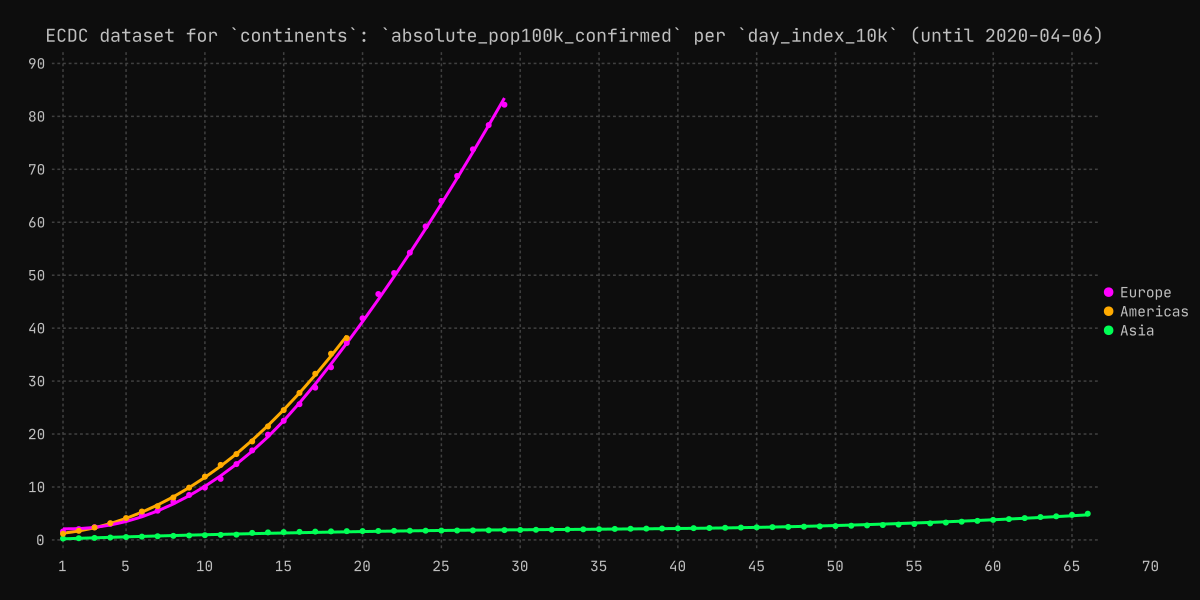 ECDC dataset for `continents`: `absolute_pop100k_confirmed` per `day_index_10k` (until 2020-04-06)
90
80
70
60
50
40
30
20
10
0
1 5 10 15 20 25 30 35 40 45 50 55 60 65 70
Europe
Americas
Asia